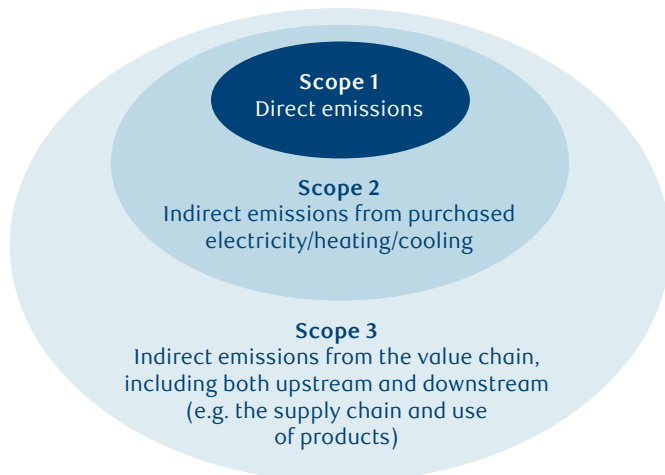 Scope 1
Direct emissions
Scope 2
Indirect emissions from purchased
electricity/heating/cooling
Scope 3
Indirect emissions from the value chain,
including both upstream and downstream
(e.g. the supply chain and use
of products)